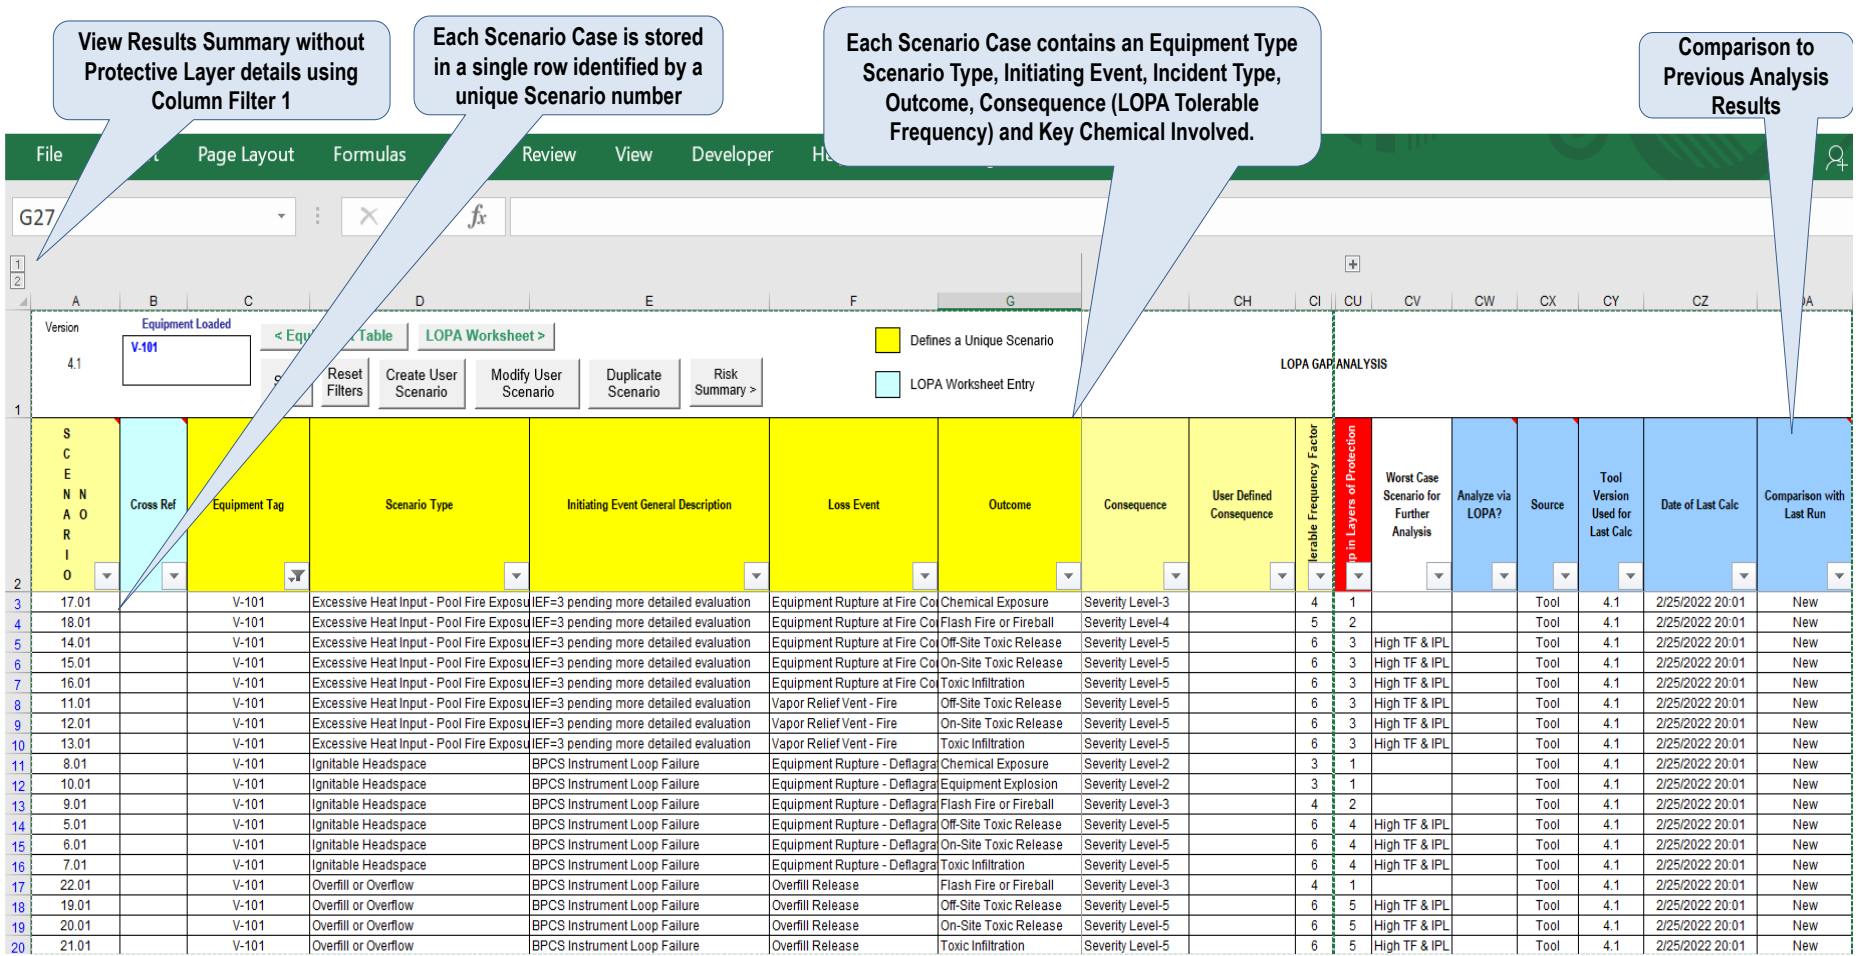 View Results Summary without
Protective Layer details using
Column Filter 1
Each Scenario Case is stored
in a single row identified by a
unique Scenario number
Each Scenario Case contains an Equipment Type
Scenario Type, Initiating Event, Incident Type,
Outcome, Consequence (LOPA Tolerable
Frequency) and Key Chemical Involved.
Comparison to
Previous Analysis
Results
File Page Layout Formulas Review View Developer
G27 fx
1
2
A B C D E F G CH CI CU CV CW CX CY CZ
Version
4.1
Equipment Loaded
V-101
Table
LOPA Worksheet >
Reset
Filters
Create User
Scenario
Modify User
Scenario
Duplicate
Scenario
Risk
Summary >
Defines a Unique Scenario
LOPA Worksheet Entry
LOPA GAP ANALYSIS
1
SCENARIO NO
Cross Ref
Equipment Tag
Scenario Type
Initiating Event General Description
Loss Event
Outcome
Consequence
User Defined
Consequence
Frequency Factor
in Layers of Protection
Worst Case
Scenario for
Further
Analysis
Analyze via
LOPA?
Source
Tool
Version
Used for
Last Calc
Date of Last Calc
Comparison with
Last Run
2
3 17.01 V-101 Excessive Heat Input - Pool Fire Exposu IEF=3 pending more detailed evaluation Equipment Rupture at Fire Co Chemical Exposure Severity Level-3 4 1 Tool 4.1 2/25/2022 20:01 New
4 18.01 V-101 Excessive Heat Input - Pool Fire Exposu IEF=3 pending more detailed evaluation Equipment Rupture at Fire Co Flash Fire or Fireball Severity Level-4 5 2 Tool 4.1 2/25/2022 20:01 New
5 14.01 V-101 Excessive Heat Input - Pool Fire Exposu IEF=3 pending more detailed evaluation Equipment Rupture at Fire Co Off-Site Toxic Release Severity Level-5 6 3 High TF & IPL Tool 4.1 2/25/2022 20:01 New
6 15.01 V-101 Excessive Heat Input - Pool Fire Exposu IEF=3 pending more detailed evaluation Equipment Rupture at Fire Co On-Site Toxic Release Severity Level-5 6 3 High TF & IPL Tool 4.1 2/25/2022 20:01 New
7 16.01 V-101 Excessive Heat Input - Pool Fire Exposu IEF=3 pending more detailed evaluation Equipment Rupture at Fire Co Toxic Infiltration Severity Level-5 6 3 High TF & IPL Tool 4.1 2/25/2022 20:01 New
8 11.01 V-101 Excessive Heat Input - Pool Fire Exposu IEF=3 pending more detailed evaluation Vapor Relief Vent - Fire Off-Site Toxic Release Severity Level-5 6 3 High TF & IPL Tool 4.1 2/25/2022 20:01 New
9 12.01 V-101 Excessive Heat Input - Pool Fire Exposu IEF=3 pending more detailed evaluation Vapor Relief Vent - Fire On-Site Toxic Release Severity Level-5 6 3 High TF & IPL Tool 4.1 2/25/2022 20:01 New
10 13.01 V-101 Excessive Heat Input - Pool Fire Exposu IEF=3 pending more detailed evaluation Vapor Relief Vent - Fire Toxic Infiltration Severity Level-5 6 3 High TF & IPL Tool 4.1 2/25/2022 20:01 New
11 8.01 V-101 Ignitable Headspace BPCS Instrument Loop Failure Equipment Rupture - Deflagra Chemical Exposure Severity Level-2 3 1 Tool 4.1 2/25/2022 20:01 New
12 10.01 V-101 Ignitable Headspace BPCS Instrument Loop Failure Equipment Rupture - Deflagra Equipment Explosion Severity Level-2 3 1 Tool 4.1 2/25/2022 20:01 New
13 9.01 V-101 Ignitable Headspace BPCS Instrument Loop Failure Equipment Rupture - Deflagra Flash Fire or Fireball Severity Level-3 4 2 Tool 4.1 2/25/2022 20:01 New
14 5.01 V-101 Ignitable Headspace BPCS Instrument Loop Failure Equipment Rupture - Deflagra Off-Site Toxic Release Severity Level-5 6 4 High TF & IPL Tool 4.1 2/25/2022 20:01 New
15 6.01 V-101 Ignitable Headspace BPCS Instrument Loop Failure Equipment Rupture - Deflagra On-Site Toxic Release Severity Level-5 6 4 High TF & IPL Tool 4.1 2/25/2022 20:01 New
16 7.01 V-101 Ignitable Headspace BPCS Instrument Loop Failure Equipment Rupture - Deflagra Toxic Infiltration Severity Level-5 6 4 High TF & IPL Tool 4.1 2/25/2022 20:01 New
17 22.01 V-101 Overfill or Overflow BPCS Instrument Loop Failure Overfill Release Flash Fire or Fireball Severity Level-3 4 1 Tool 4.1 2/25/2022 20:01 New
18 19.01 V-101 Overfill or Overflow BPCS Instrument Loop Failure Overfill Release Off-Site Toxic Release Severity Level-5 6 5 High TF & IPL Tool 4.1 2/25/2022 20:01 New
19 20.01 V-101 Overfill or Overflow BPCS Instrument Loop Failure Overfill Release On-Site Toxic Release Severity Level-5 6 5 High TF & IPL Tool 4.1 2/25/2022 20:01 New
20 21.01 V-101 Overfill or Overflow BPCS Instrument Loop Failure Overfill Release Toxic Infiltration Severity Level-5 6 5 High TF & IPL Tool 4.1 2/25/2022 20:01 New